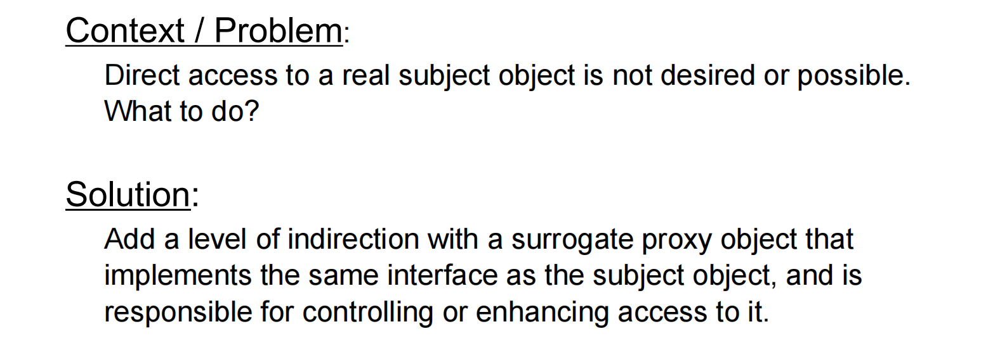 Context / Problem:
Direct access to a real subject object is not desired or possible.
What to do?
Solution:
Add a level of indirection with a surrogate proxy object that
implements the same interface as the subject object, and is
responsible for controlling or enhancing access to it.